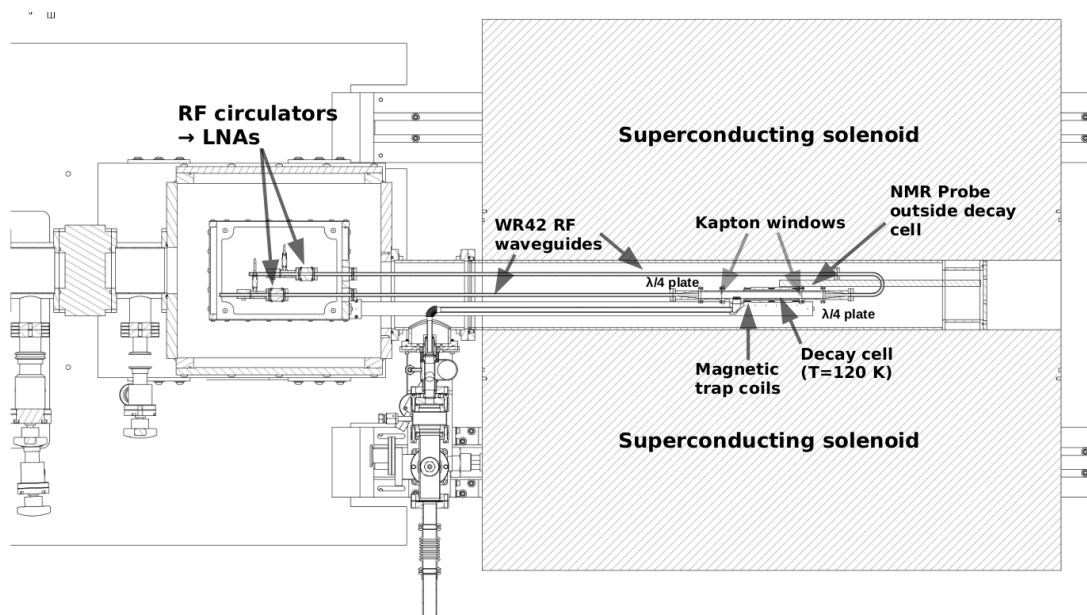 RF circulators
→ LNAs
Superconducting solenoid
WR42 RF
waveguides
Kapton windows
NMR Probe
outside decay
cell
λ/4 plate
λ/4 plate
Magnetic
trap coils
Decay cell
(T=120 K)
Superconducting solenoid